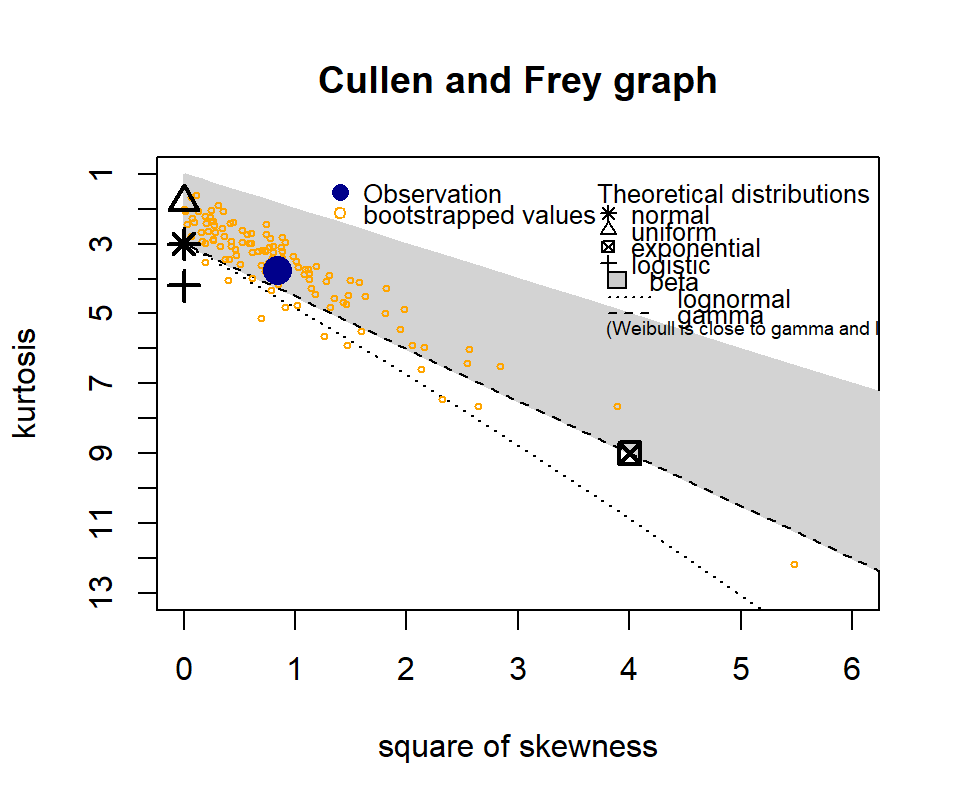 Cullen and Frey graph
Observation
bootstrapped values
Theoretical distributions
normal
uniform
exponential
logistic
beta
lognormal
gamma
(Weibull is close to gamma and l
kurtosis
1
3
5
7
9
11
13
0 1 2 3 4 5 6
square of skewness